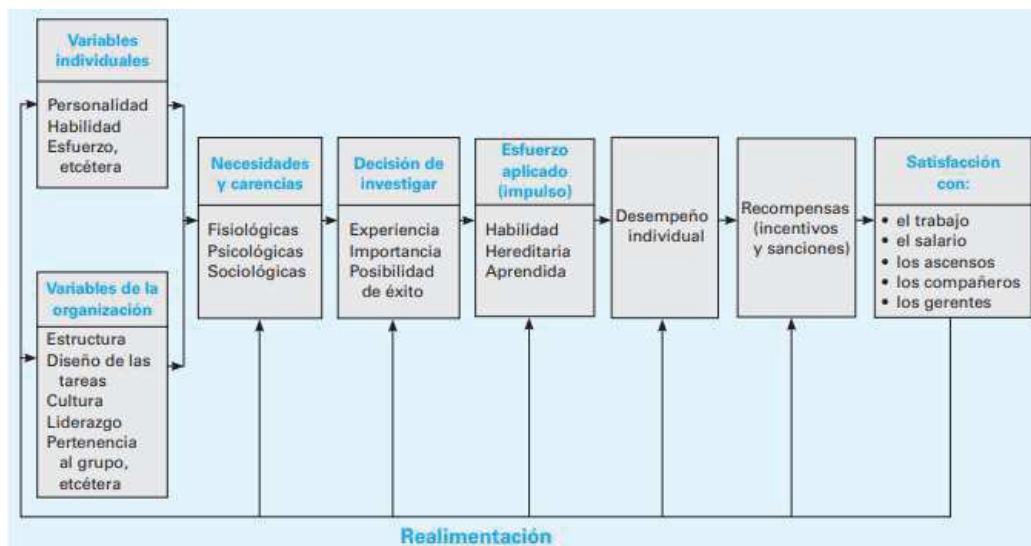 Variables
individuales
Personalidad
Habilidad
Esfuerzo,
etcétera
Variables de la
organización
Estructura
Diseño de las
tareas
Cultura
Liderazgo
Pertenencia
al grupo,
etcétera
Necesidades
y carencias
Fisiológicas
Psicológicas
Sociológicas
Decisión de
investigar
Experiencia
Importancia
Posibilidad
de éxito
Esfuerzo
aplicado
(impulso)
Habilidad
Hereditaria
Aprendida
Desempeño
individual
Recompensas
(incentivos
y sanciones)
Satisfacción
con:
• el trabajo
• el salario
• los ascensos
• los compañeros
• los gerentes
Realimentación